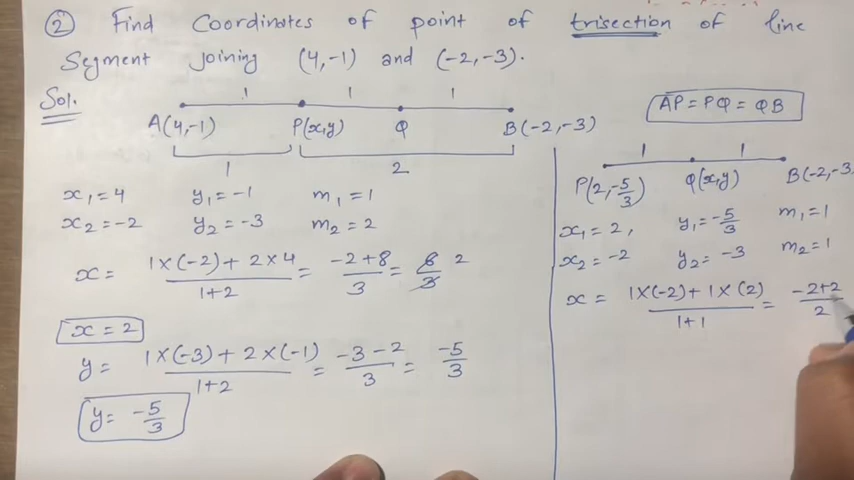 ② Find Coordinates of point of trisection of line
Segment joining (4,-1) and (-2,-3).
Sol.
1 1 1
A(4,-1) P(x,y) Q B(-2,-3)
1 2
x₁=4 y₁=-1 m₁=1
x₂=-2 y₂=-3 m₂=2
x = 1×(-2)+2×4/1+2 = -2+8/3 = 6/3 2
x = 2
y = 1×(-3)+2×(-1)/1+2 = -3-2/3 = -5/3
y = -5/3
AP=PQ=QB
1 1
P(2,-5/3) Q(x,y) B(-2,-3
x₁=2, y₁=-5/3 m₁=1
x₂=-2 y₂=-3 m₂=1
x = 1×(-2)+1×(2)/1+1 = -2+2/2